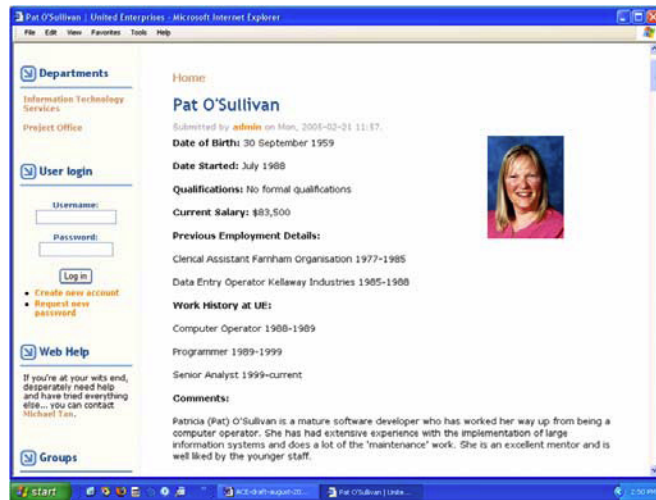 Pat O'Sullivan | United Enterprises - Microsoft Internet Explorer
File Edit View Favorites Tools Help
Departments
Information Technology
Services
Project Office
User login
Username:
Password:
Log in
Create new account
Request new
password
Web Help
If you're at your wits end,
desperately need help
and have tried everything
else... you can contact
Michael Tan.
Groups
Home
Pat O'Sullivan
Submitted by admin on Mon, 2005-02-21 11:57.
Date of Birth: 30 September 1959
Date Started: July 1988
Qualifications: No formal qualifications
Current Salary: $83,500
Previous Employment Details:
Clerical Assistant Farnham Organisation 1977-1985
Data Entry Operator Kellaway Industries 1985-1988
Work History at UE:
Computer Operator 1988-1989
Programmer 1989-1999
Senior Analyst 1999-current
Comments:
Patricia (Pat) O'Sullivan is a mature software developer who has worked her way up from being a
computer operator. She has had extensive experience with the implementation of large
information systems and does a lot of the 'maintenance' work. She is an excellent mentor and is
well liked by the younger staff.
start
ACE-draft-august-20...
Pat O'Sullivan | Unite...
2:50 PM